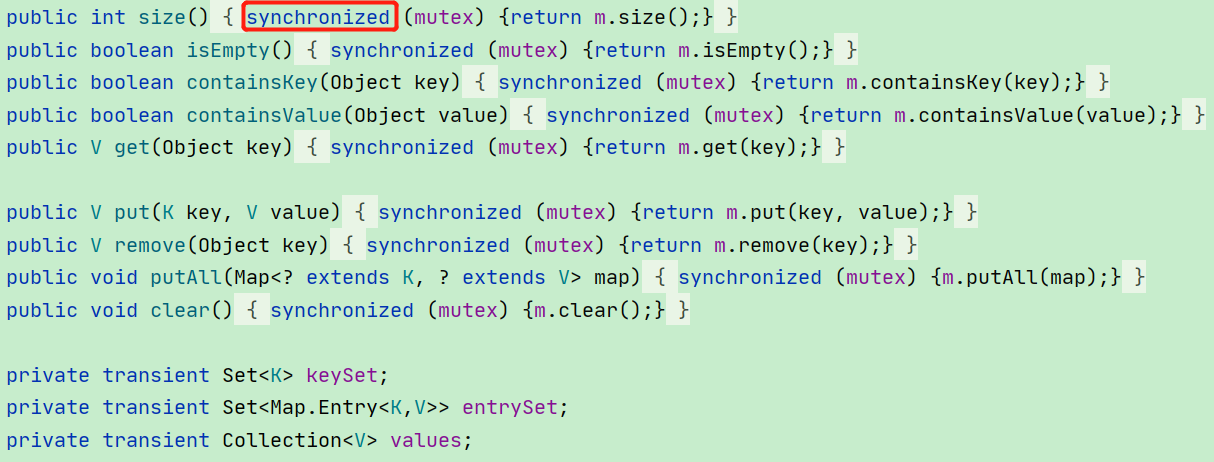 public int size() { synchronized (mutex) {return m.size();} }
public boolean isEmpty() { synchronized (mutex) {return m.isEmpty();} }
public boolean containsKey(Object key) { synchronized (mutex) {return m.containsKey(key);} }
public boolean containsValue(Object value) { synchronized (mutex) {return m.containsValue(value);} }
public V get(Object key) { synchronized (mutex) {return m.get(key);} }
public V put(K key, V value) { synchronized (mutex) {return m.put(key, value);} }
public V remove(Object key) { synchronized (mutex) {return m.remove(key);} }
public void putAll(Map<? extends K, ? extends V> map) { synchronized (mutex) {m.putAll(map);} }
public void clear() { synchronized (mutex) {m.clear();} }
private transient Set<K> keySet;
private transient Set<Map.Entry<K,V>> entrySet;
private transient Collection<V> values;